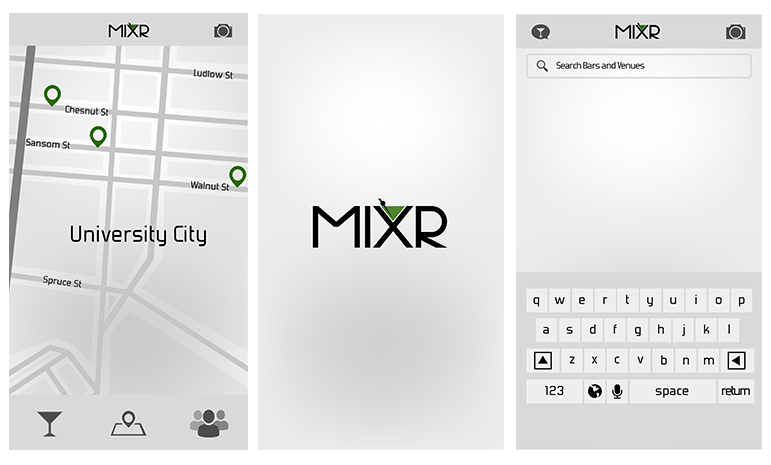 MIXR
Ludlow St
Chesnut St
Sansom St
Walnut St
University City
Spruce St
MIXR
MIXR
Search Bars and Venues
q w e r t y u i o p
a s d f g h j k l
z x c v b n m
123 space return